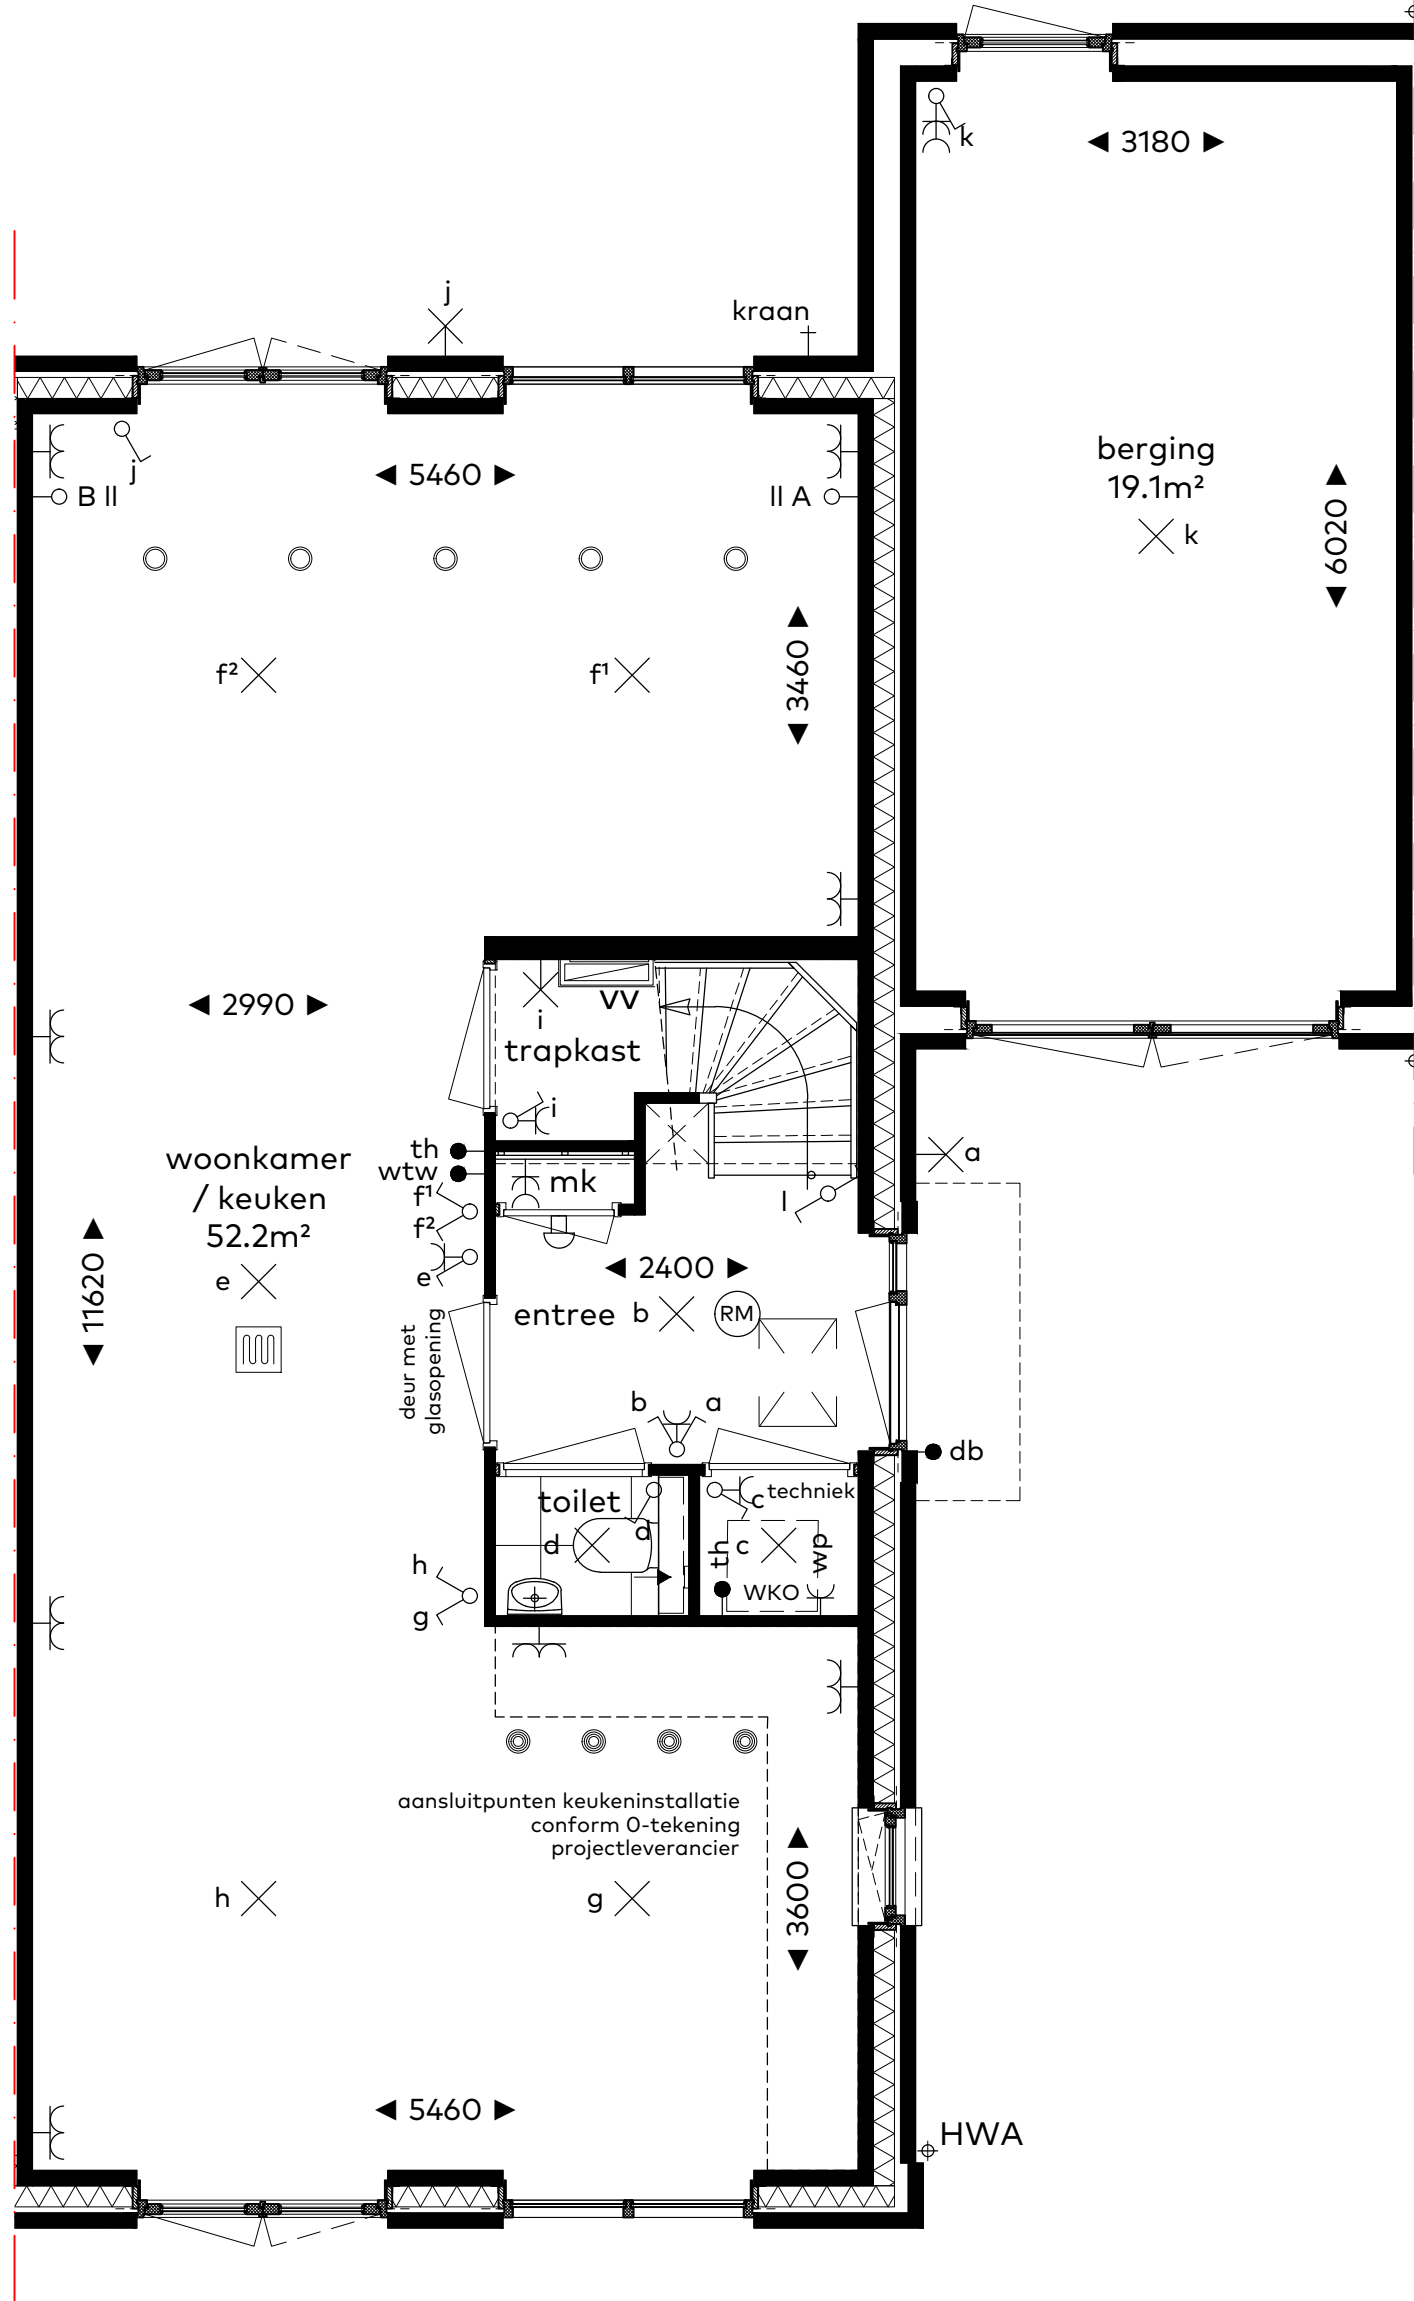 k
◄ 3180 ►
j
kraan
j
◄ 5460 ►
B II
II A
berging
19.1m²
k
◄ 6020 ►
f²
f¹
◄ 3460 ►
◄ 2990 ►
vv
i
trapkast
i
th
wtw
mk
a
woonkamer
/ keuken
52.2m²
f¹
f²
l
e
e
◄ 11620 ►
◄ 2400 ►
entree
b
RM
deur met
glasopening
b
a
db
toilet
d
d
c
techniek
c
th
wp
WKO
h
g
aansluitpunten keukeninstallatie
conform 0-tekening
projectleverancier
h
g
◄ 3600 ►
◄ 5460 ►
HWA